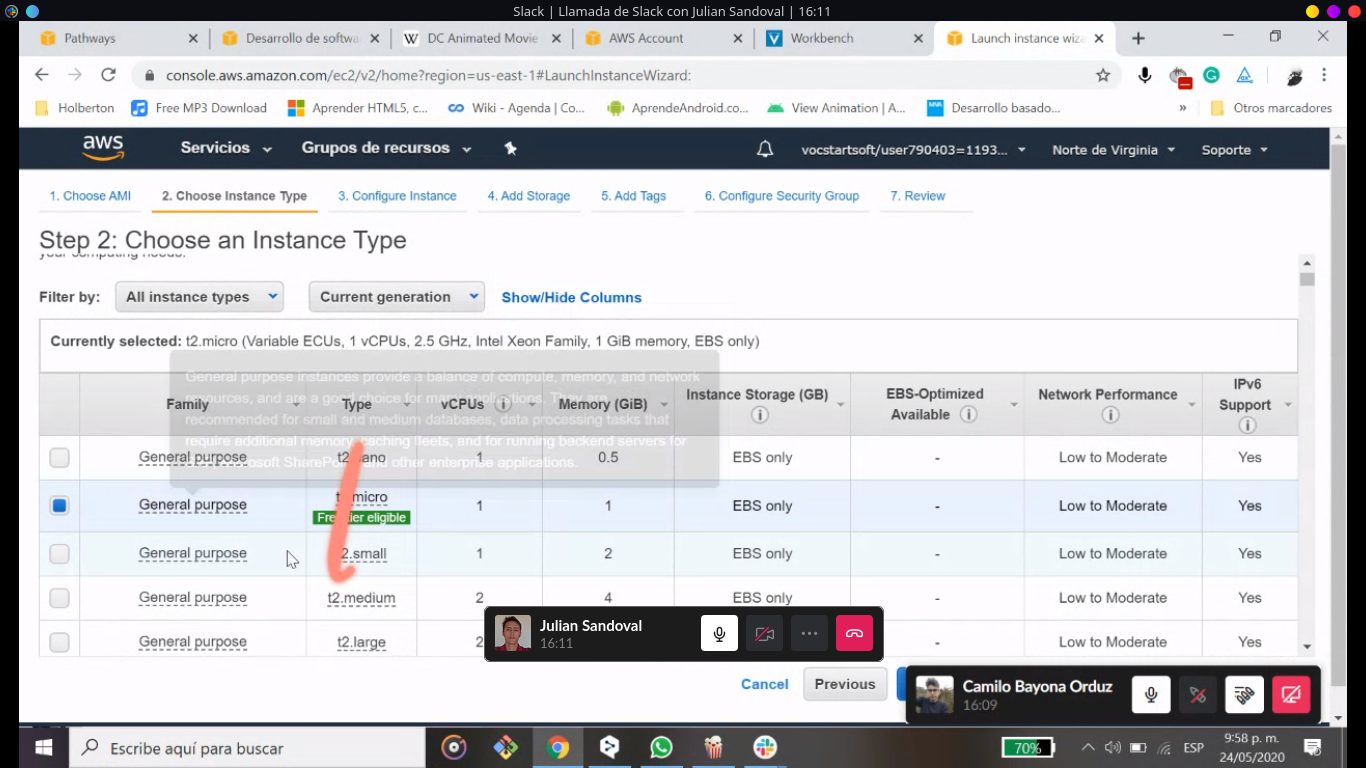 Slack | Llamada de Slack con Julian Sandoval | 16:11
Pathways
Desarrollo de softwa
DC Animated Movie
AWS Account
Workbench
Launch instance wiza
console.aws.amazon.com/ec2/v2/home?region=us-east-1#LaunchInstanceWizard:
Holberton
Free MP3 Download
Aprender HTML5, c...
Wiki - Agenda | Co...
AprendeAndroid.co...
View Animation | A...
Desarrollo basado...
»
Otros marcadores
aws
Servicios
Grupos de recursos
vocstartsoft/user790403=1193...
Norte de Virginia
Soporte
1. Choose AMI
2. Choose Instance Type
3. Configure Instance
4. Add Storage
5. Add Tags
6. Configure Security Group
7. Review
Step 2: Choose an Instance Type
your computing needs.
Filter by:
All instance types
Current generation
Show/Hide Columns
Currently selected: t2.micro (Variable ECUs, 1 vCPUs, 2.5 GHz, Intel Xeon Family, 1 GiB memory, EBS only)
General purpose instances provide a balance of compute, memory, and network
resources, and are a good choice for many applications. They are
recommended for small and medium databases, data processing tasks that
require additional memory, caching fleets, and for running backend servers for
Microsoft SharePoint and other enterprise applications.
Family
Type
vCPUs
Memory (GiB)
Instance Storage (GB)
EBS-Optimized
Available
Network Performance
IPv6
Support
General purpose
t2.nano
1
0.5
EBS only
-
Low to Moderate
Yes
General purpose
t2.micro
Free tier eligible
1
1
EBS only
-
Low to Moderate
Yes
General purpose
t2.small
1
2
EBS only
-
Low to Moderate
Yes
General purpose
t2.medium
2
4
EBS only
-
Low to Moderate
Yes
General purpose
t2.large
2
Low to Moderate
Yes
Julian Sandoval
16:11
Cancel
Previous
Camilo Bayona Orduz
16:09
Escribe aquí para buscar
70%
ESP
9:58 p. m.
24/05/2020